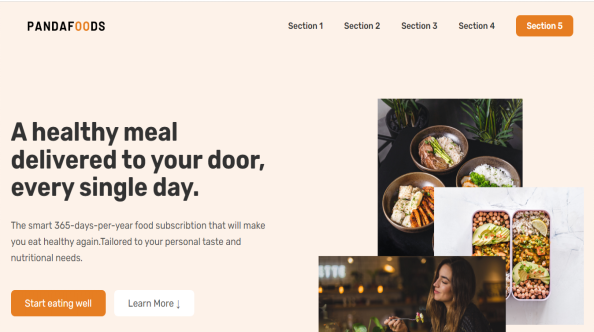 PANDAFOODS
Section 1
Section 2
Section 3
Section 4
Section 5
A healthy meal
delivered to your door,
every single day.
The smart 365-days-per-year food subscribtion that will make
you eat healthy again.Tailored to your personal taste and
nutritional needs.
Start eating well
Learn More ↓